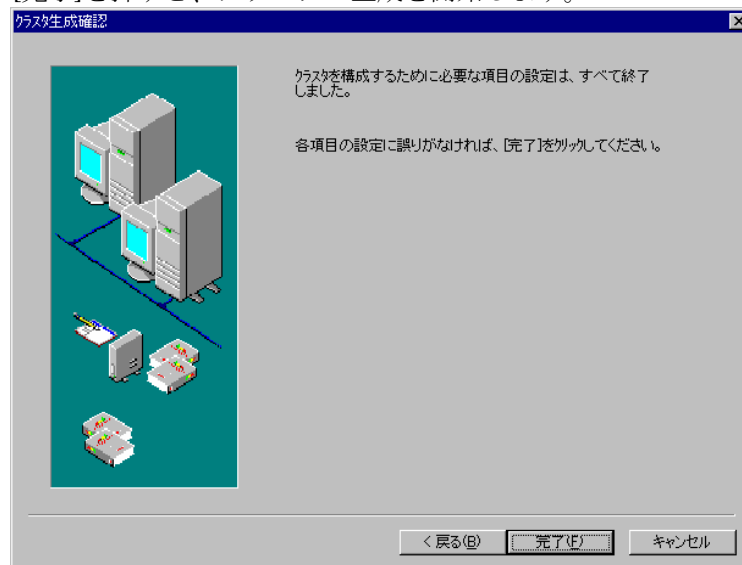 クラスタ生成確認
クラスタを構成するために必要な項目の設定は、すべて終了
しました。
各項目の設定に誤りがなければ、[完了]をクリックしてください。
< 戻る(B)
完了(F)
キャンセル